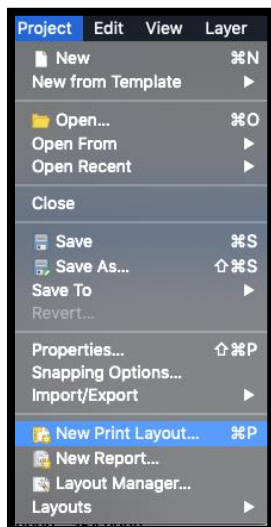 Project Edit View Layer
New ⌘N
New from Template ▶
Open... ⌘O
Open From ▶
Open Recent ▶
Close
Save ⌘S
Save As... ⇧⌘S
Save To ▶
Revert...
Properties... ⇧⌘P
Snapping Options...
Import/Export ▶
New Print Layout... ⌘P
New Report...
Layout Manager...
Layouts ▶